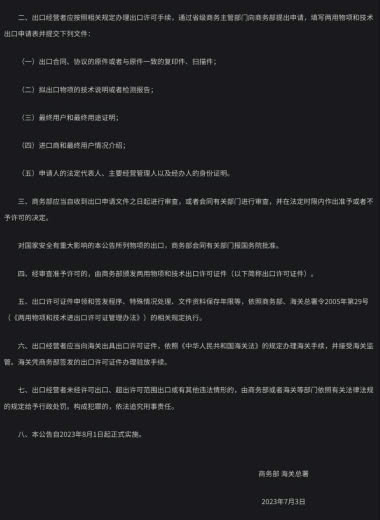 二、出口经营者应按照相关规定办理出口许可手续，通过省级商务主管部门向商务部提出申请，填写两用物项和技术
出口申请表并提交下列文件：
（一）出口合同、协议的原件或者与原件一致的复印件、扫描件；
（二）拟出口物项的技术说明或者检测报告；
（三）最终用户和最终用途证明；
（四）进口商和最终用户情况介绍；
（五）申请人的法定代表人、主要经营管理人以及经办人的身份证明。
三、商务部应当自收到出口申请文件之日起进行审查，或者会同有关部门进行审查，并在法定时限内作出准予或者不
予许可的决定。
对国家安全有重大影响的本公告所列物项的出口，商务部会同有关部门报国务院批准。
四、经审查准予许可的，由商务部颁发两用物项和技术出口许可证件（以下简称出口许可证件）。
五、出口许可证件申领和签发程序、特殊情况处理、文件资料保存年限等，依照商务部、海关总署令2005年第29号
（《两用物项和技术进出口许可证管理办法》）的相关规定执行。
六、出口经营者应当向海关出具出口许可证件，依照《中华人民共和国海关法》的规定办理海关手续，并接受海关监
管。海关凭商务部签发的出口许可证件办理验放手续。
七、出口经营者未经许可出口、超出许可范围出口或有其他违法情形的，由商务部或者海关等部门依照有关法律法规
的规定给予行政处罚。构成犯罪的，依法追究刑事责任。
八、本公告自2023年8月1日起正式实施。
商务部 海关总署
2023年7月3日